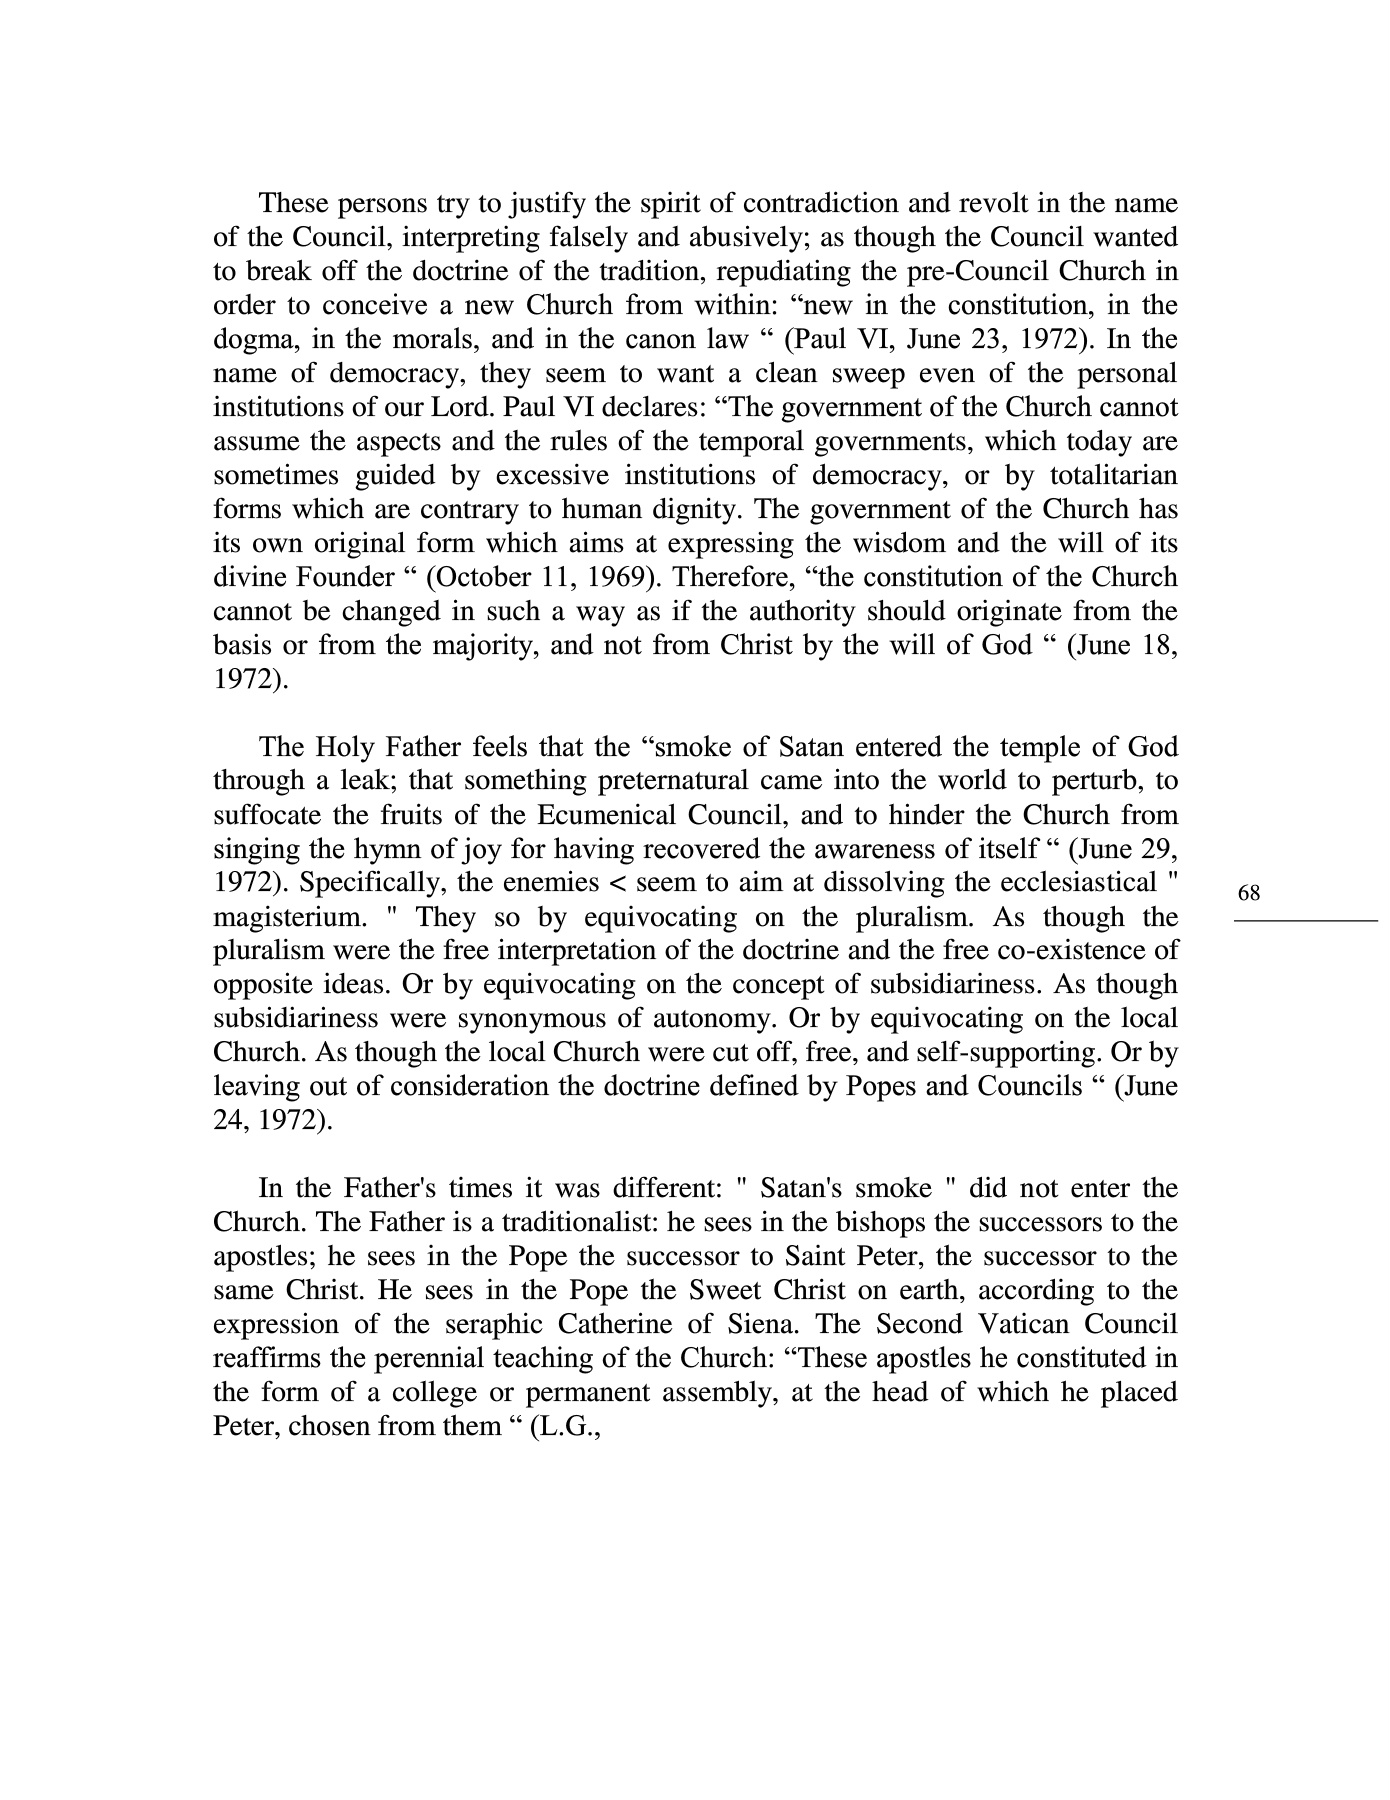 These persons try to justify the spirit of contradiction and revolt in the name
of the Council, interpreting falsely and abusively; as though the Council wanted
to break off the doctrine of the tradition, repudiating the pre-Council Church in
order to conceive a new Church from within: “new in the constitution, in the
dogma, in the morals, and in the canon law “ (Paul VI, June 23, 1972). In the
name of democracy, they seem to want a clean sweep even of the personal
institutions of our Lord. Paul VI declares: “The government of the Church cannot
assume the aspects and the rules of the temporal governments, which today are
sometimes guided by excessive institutions of democracy, or by totalitarian
forms which are contrary to human dignity. The government of the Church has
its own original form which aims at expressing the wisdom and the will of its
divine Founder “ (October 11, 1969). Therefore, “the constitution of the Church
cannot be changed in such a way as if the authority should originate from the
basis or from the majority, and not from Christ by the will of God “ (June 18,
1972).
The Holy Father feels that the “smoke of Satan entered the temple of God
through a leak; that something preternatural came into the world to perturb, to
suffocate the fruits of the Ecumenical Council, and to hinder the Church from
singing the hymn of joy for having recovered the awareness of itself “ (June 29,
1972). Specifically, the enemies < seem to aim at dissolving the ecclesiastical "
magisterium. " They so by equivocating on the pluralism. As though the
pluralism were the free interpretation of the doctrine and the free co-existence of
opposite ideas. Or by equivocating on the concept of subsidiariness. As though
subsidiariness were synonymous of autonomy. Or by equivocating on the local
Church. As though the local Church were cut off, free, and self-supporting. Or by
leaving out of consideration the doctrine defined by Popes and Councils “ (June
24, 1972).
In the Father's times it was different: " Satan's smoke " did not enter the
Church. The Father is a traditionalist: he sees in the bishops the successors to the
apostles; he sees in the Pope the successor to Saint Peter, the successor to the
same Christ. He sees in the Pope the Sweet Christ on earth, according to the
expression of the seraphic Catherine of Siena. The Second Vatican Council
reaffirms the perennial teaching of the Church: “These apostles he constituted in
the form of a college or permanent assembly, at the head of which he placed
Peter, chosen from them “ (L.G.,
68